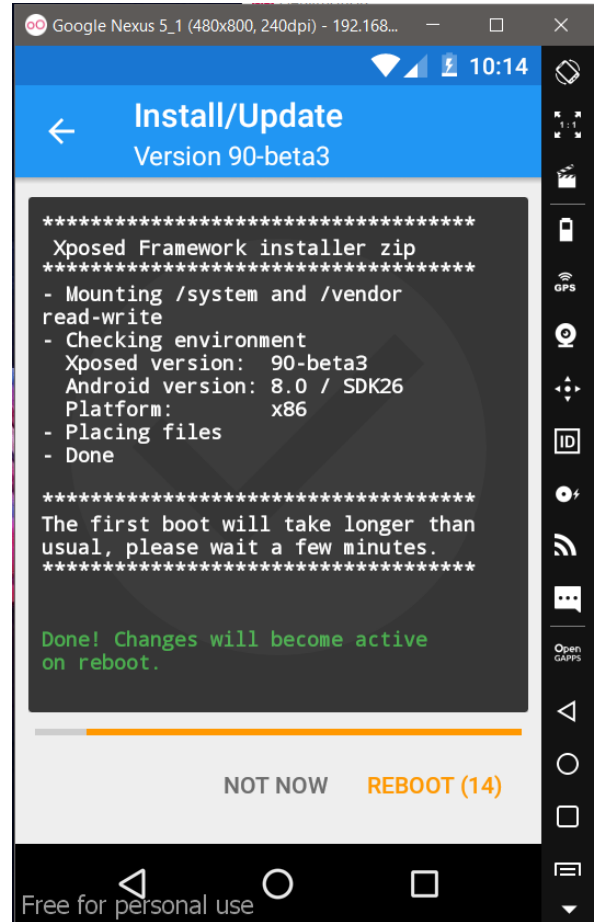 Google Nexus 5_1 (480x800, 240dpi) - 192.168...
10:14
Install/Update
Version 90-beta3
************************************
Xposed Framework installer zip
************************************
- Mounting /system and /vendor
read-write
- Checking environment
Xposed version: 90-beta3
Android version: 8.0 / SDK26
Platform: x86
- Placing files
- Done
************************************
The first boot will take longer than
usual, please wait a few minutes.
************************************
Done! Changes will become active
on reboot.
NOT NOW REBOOT (14)
Free for personal use
1:1
GPS
ID
Open
GAPPS